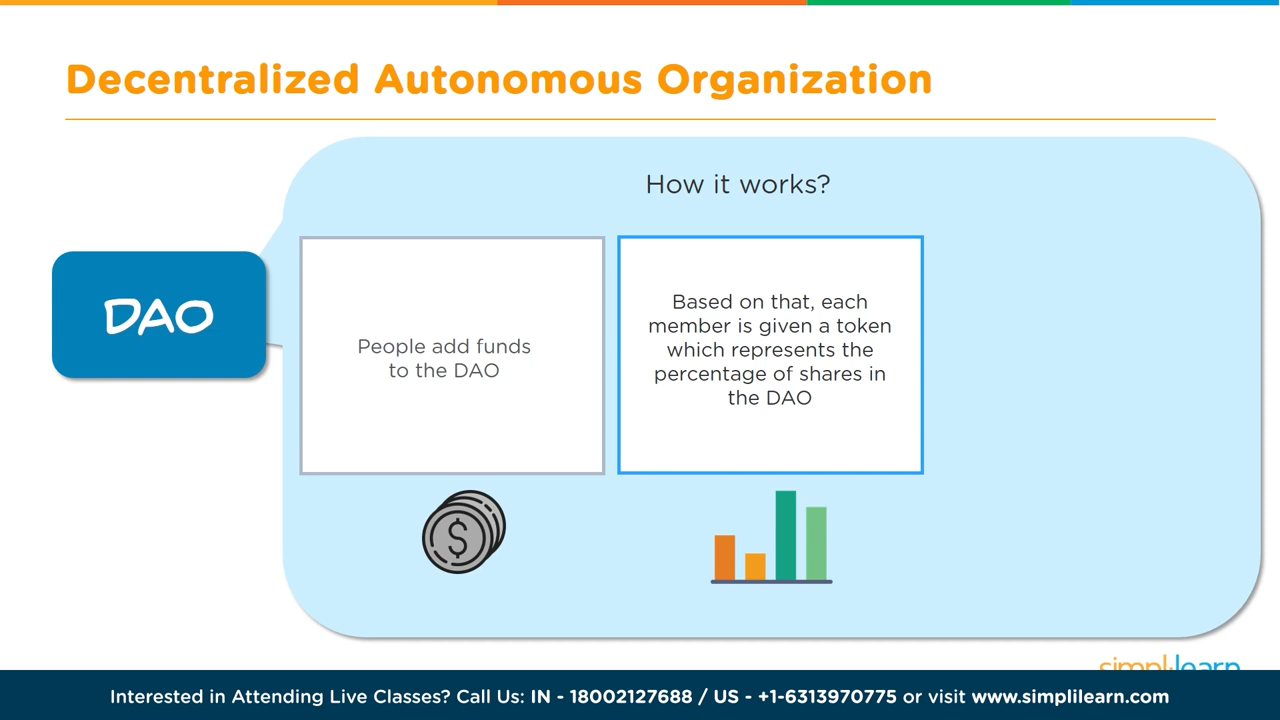 Decentralized Autonomous Organization
How it works?
DAO
People add funds
to the DAO
Based on that, each
member is given a token
which represents the
percentage of shares in
the DAO
$
simplilearn
Interested in Attending Live Classes? Call Us: IN - 18002127688 / US - +1-6313970775 or visit www.simplilearn.com